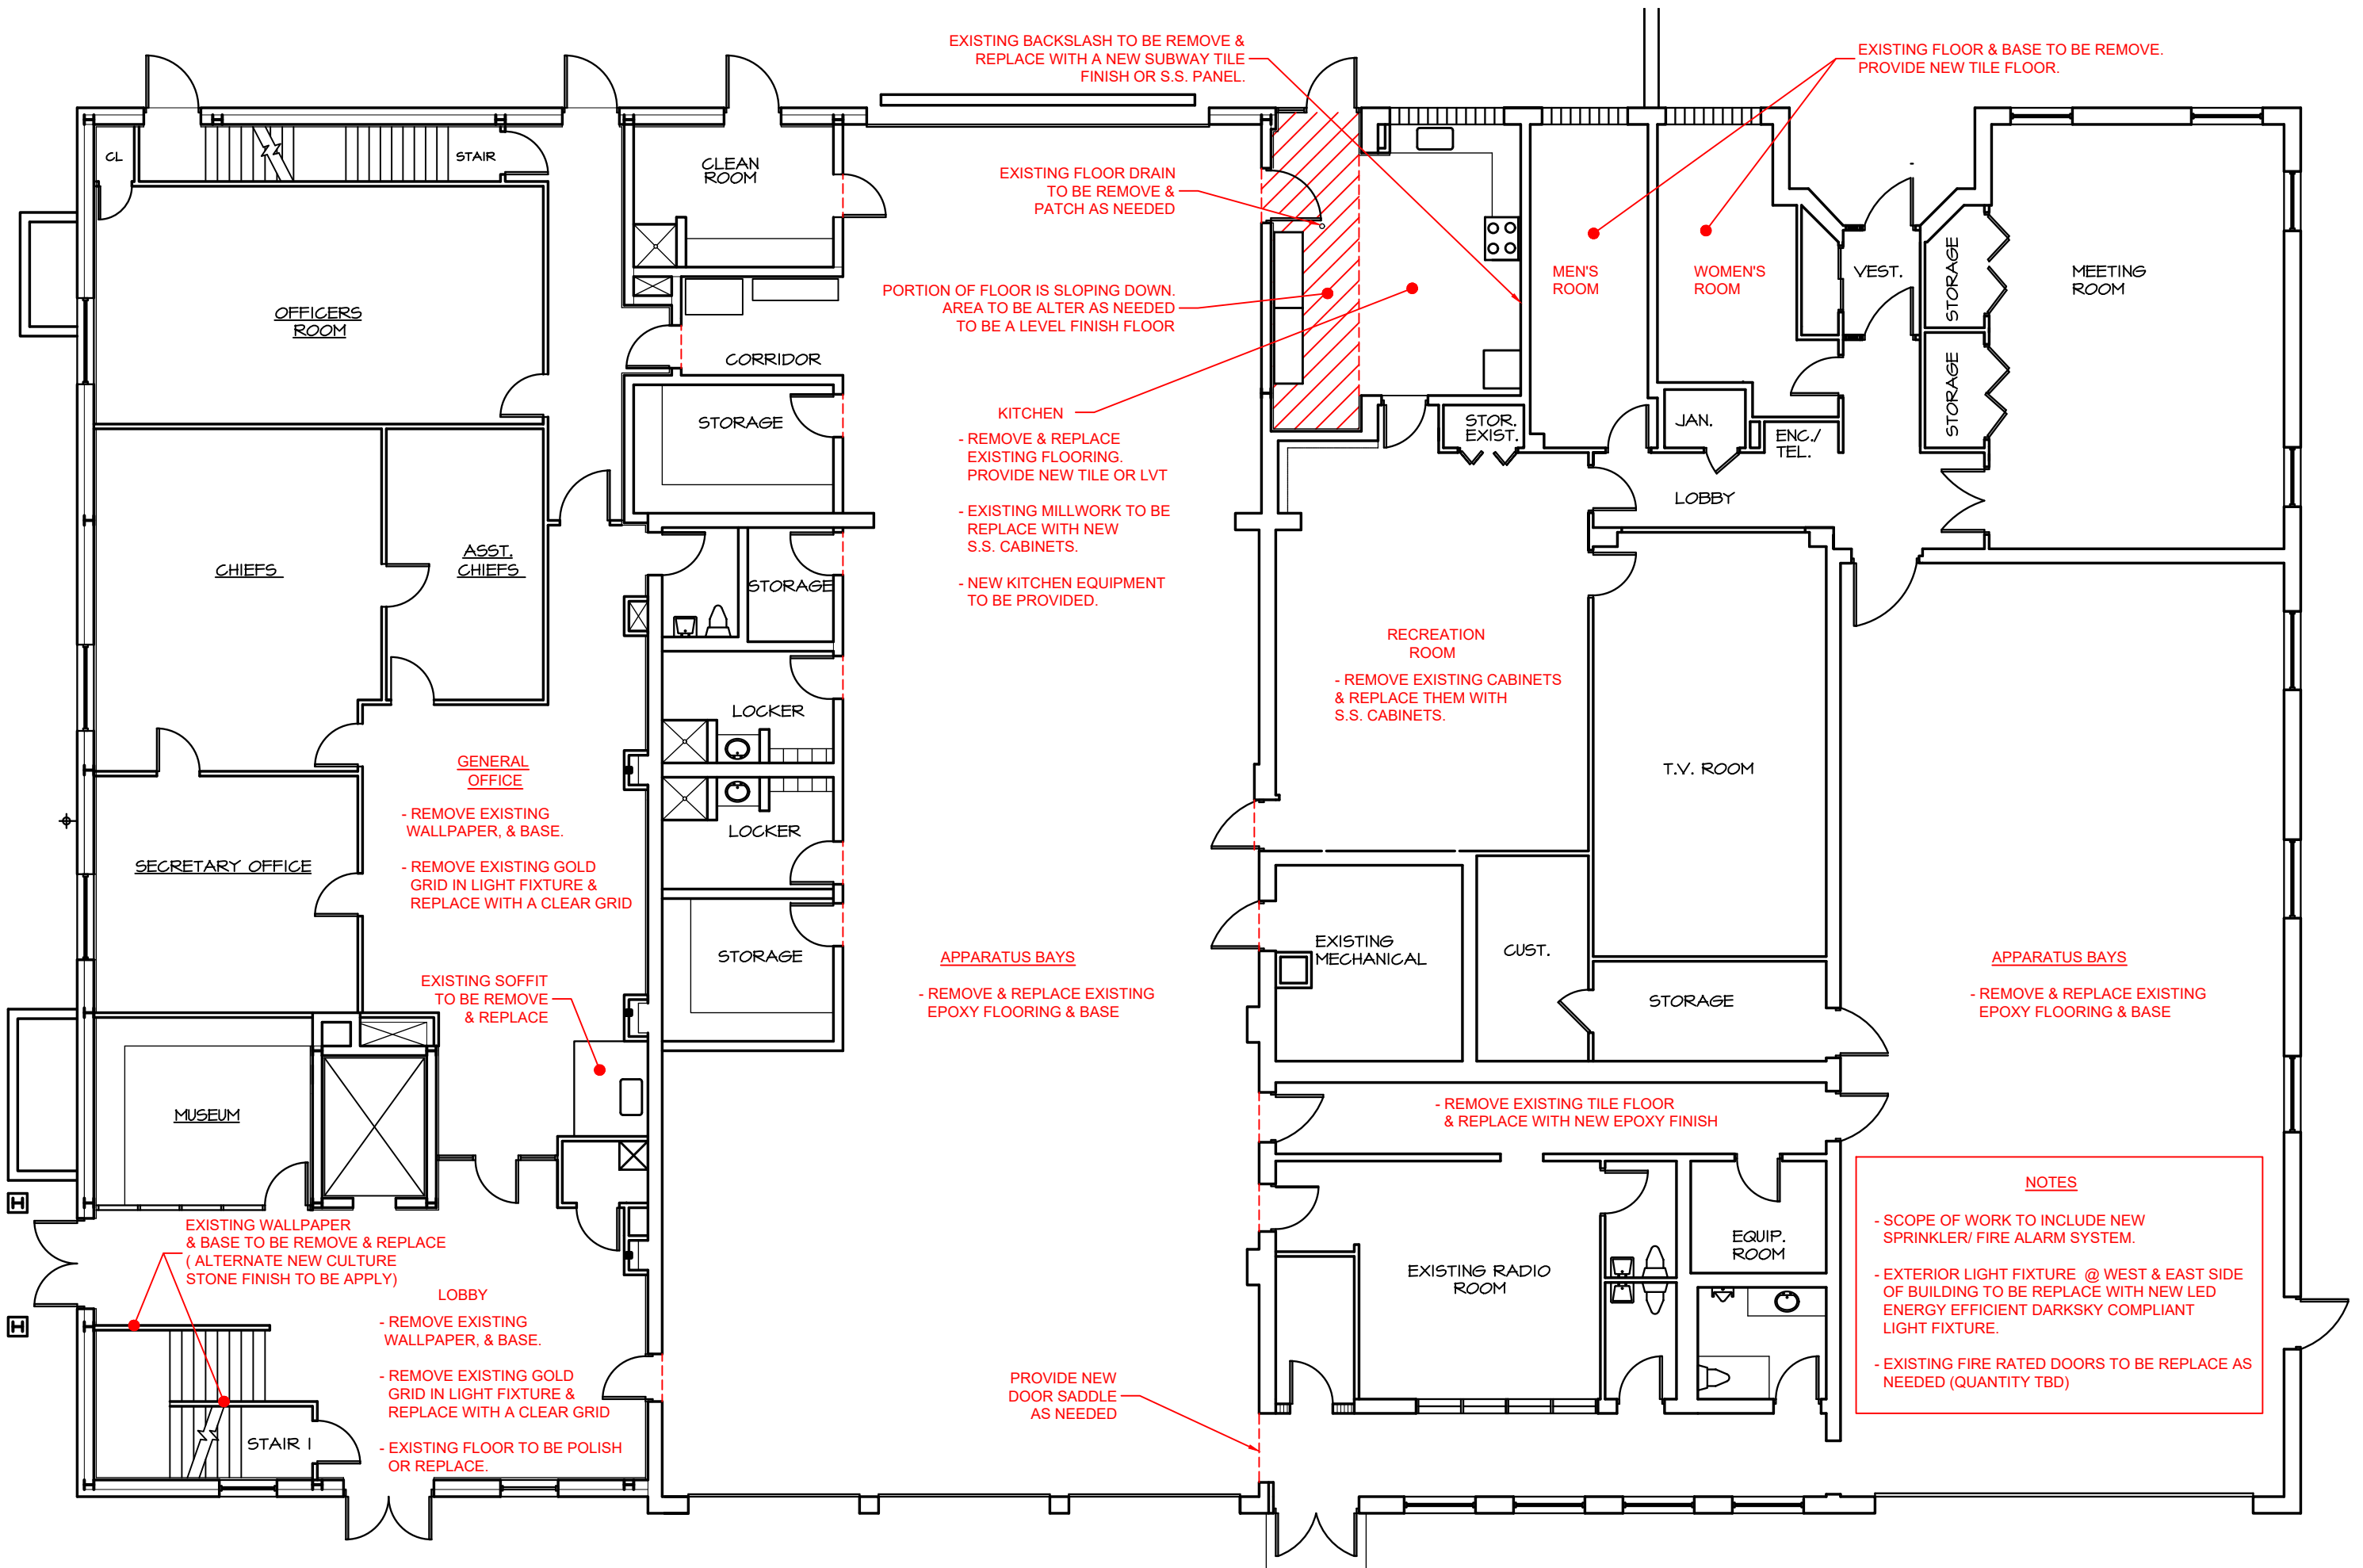 EXISTING BACKSLASH TO BE REMOVE &
REPLACE WITH A NEW SUBWAY TILE
FINISH OR S.S. PANEL.
EXISTING FLOOR & BASE TO BE REMOVE.
PROVIDE NEW TILE FLOOR.
CL
STAIR
CLEAN
ROOM
EXISTING FLOOR DRAIN
TO BE REMOVE &
PATCH AS NEEDED
OFFICERS
ROOM
PORTION OF FLOOR IS SLOPING DOWN.
AREA TO BE ALTER AS NEEDED
TO BE A LEVEL FINISH FLOOR
MEN'S
ROOM
WOMEN'S
ROOM
VEST.
STORAGE
MEETING
ROOM
CORRIDOR
STORAGE
STORAGE
KITCHEN
- REMOVE & REPLACE
EXISTING FLOORING.
PROVIDE NEW TILE OR LVT
- EXISTING MILLWORK TO BE
REPLACE WITH NEW
S.S. CABINETS.
- NEW KITCHEN EQUIPMENT
TO BE PROVIDED.
STOR.
EXIST.
JAN.
ENC./
TEL.
LOBBY
CHIEFS
ASST.
CHIEFS
STORAGE
RECREATION
ROOM
- REMOVE EXISTING CABINETS
& REPLACE THEM WITH
S.S. CABINETS.
LOCKER
T.V. ROOM
GENERAL
OFFICE
- REMOVE EXISTING
WALLPAPER, & BASE.
- REMOVE EXISTING GOLD
GRID IN LIGHT FIXTURE &
REPLACE WITH A CLEAR GRID
LOCKER
SECRETARY OFFICE
STORAGE
APPARATUS BAYS
- REMOVE & REPLACE EXISTING
EPOXY FLOORING & BASE
EXISTING
MECHANICAL
CUST.
STORAGE
APPARATUS BAYS
- REMOVE & REPLACE EXISTING
EPOXY FLOORING & BASE
EXISTING SOFFIT
TO BE REMOVE
& REPLACE
MUSEUM
- REMOVE EXISTING TILE FLOOR
& REPLACE WITH NEW EPOXY FINISH
EXISTING WALLPAPER
& BASE TO BE REMOVE & REPLACE
( ALTERNATE NEW CULTURE
STONE FINISH TO BE APPLY)
LOBBY
- REMOVE EXISTING
WALLPAPER, & BASE.
- REMOVE EXISTING GOLD
GRID IN LIGHT FIXTURE &
REPLACE WITH A CLEAR GRID
- EXISTING FLOOR TO BE POLISH
OR REPLACE.
STAIR 1
PROVIDE NEW
DOOR SADDLE
AS NEEDED
EXISTING RADIO
ROOM
EQUIP.
ROOM
NOTES
- SCOPE OF WORK TO INCLUDE NEW
SPRINKLER/ FIRE ALARM SYSTEM.
- EXTERIOR LIGHT FIXTURE @ WEST & EAST SIDE
OF BUILDING TO BE REPLACE WITH NEW LED
ENERGY EFFICIENT DARKSKY COMPLIANT
LIGHT FIXTURE.
- EXISTING FIRE RATED DOORS TO BE REPLACE AS
NEEDED (QUANTITY TBD)